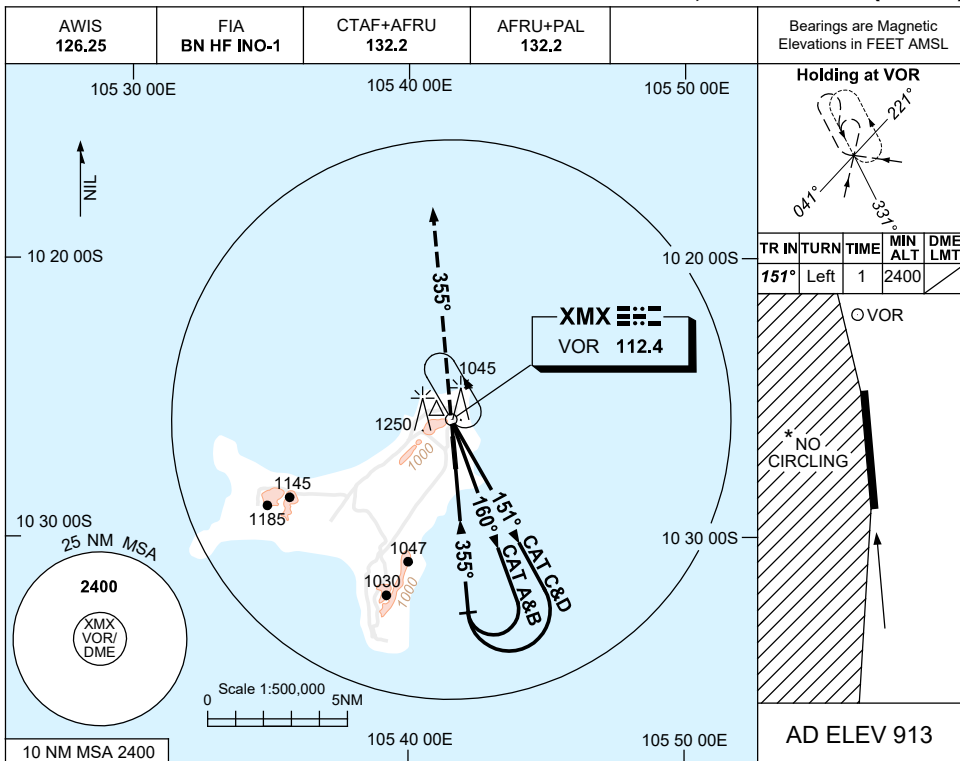 AWIS
126.25
FIA
BN HF INO-1
CTAF+AFRU
132.2
AFRU+PAL
132.2
Bearings are Magnetic
Elevations in FEET AMSL
105 30 00E
105 40 00E
105 50 00E
NIL
10 20 00S
10 20 00S
355°
XMX
VOR 112.4
1045
1250
1000
1145
1185
10 30 00S
10 30 00S
151° CAT C&D
160° CAT A&B
355°
1047
1030
1000
25 NM MSA
2400
XMX
VOR/
DME
Scale 1:500,000
0
5NM
10 NM MSA 2400
105 40 00E
105 50 00E
Holding at VOR
221°
041°
331°
TR IN TURN TIME MIN ALT DME LMT
151° Left 1 2400
VOR
* NO
CIRCLING
AD ELEV 913